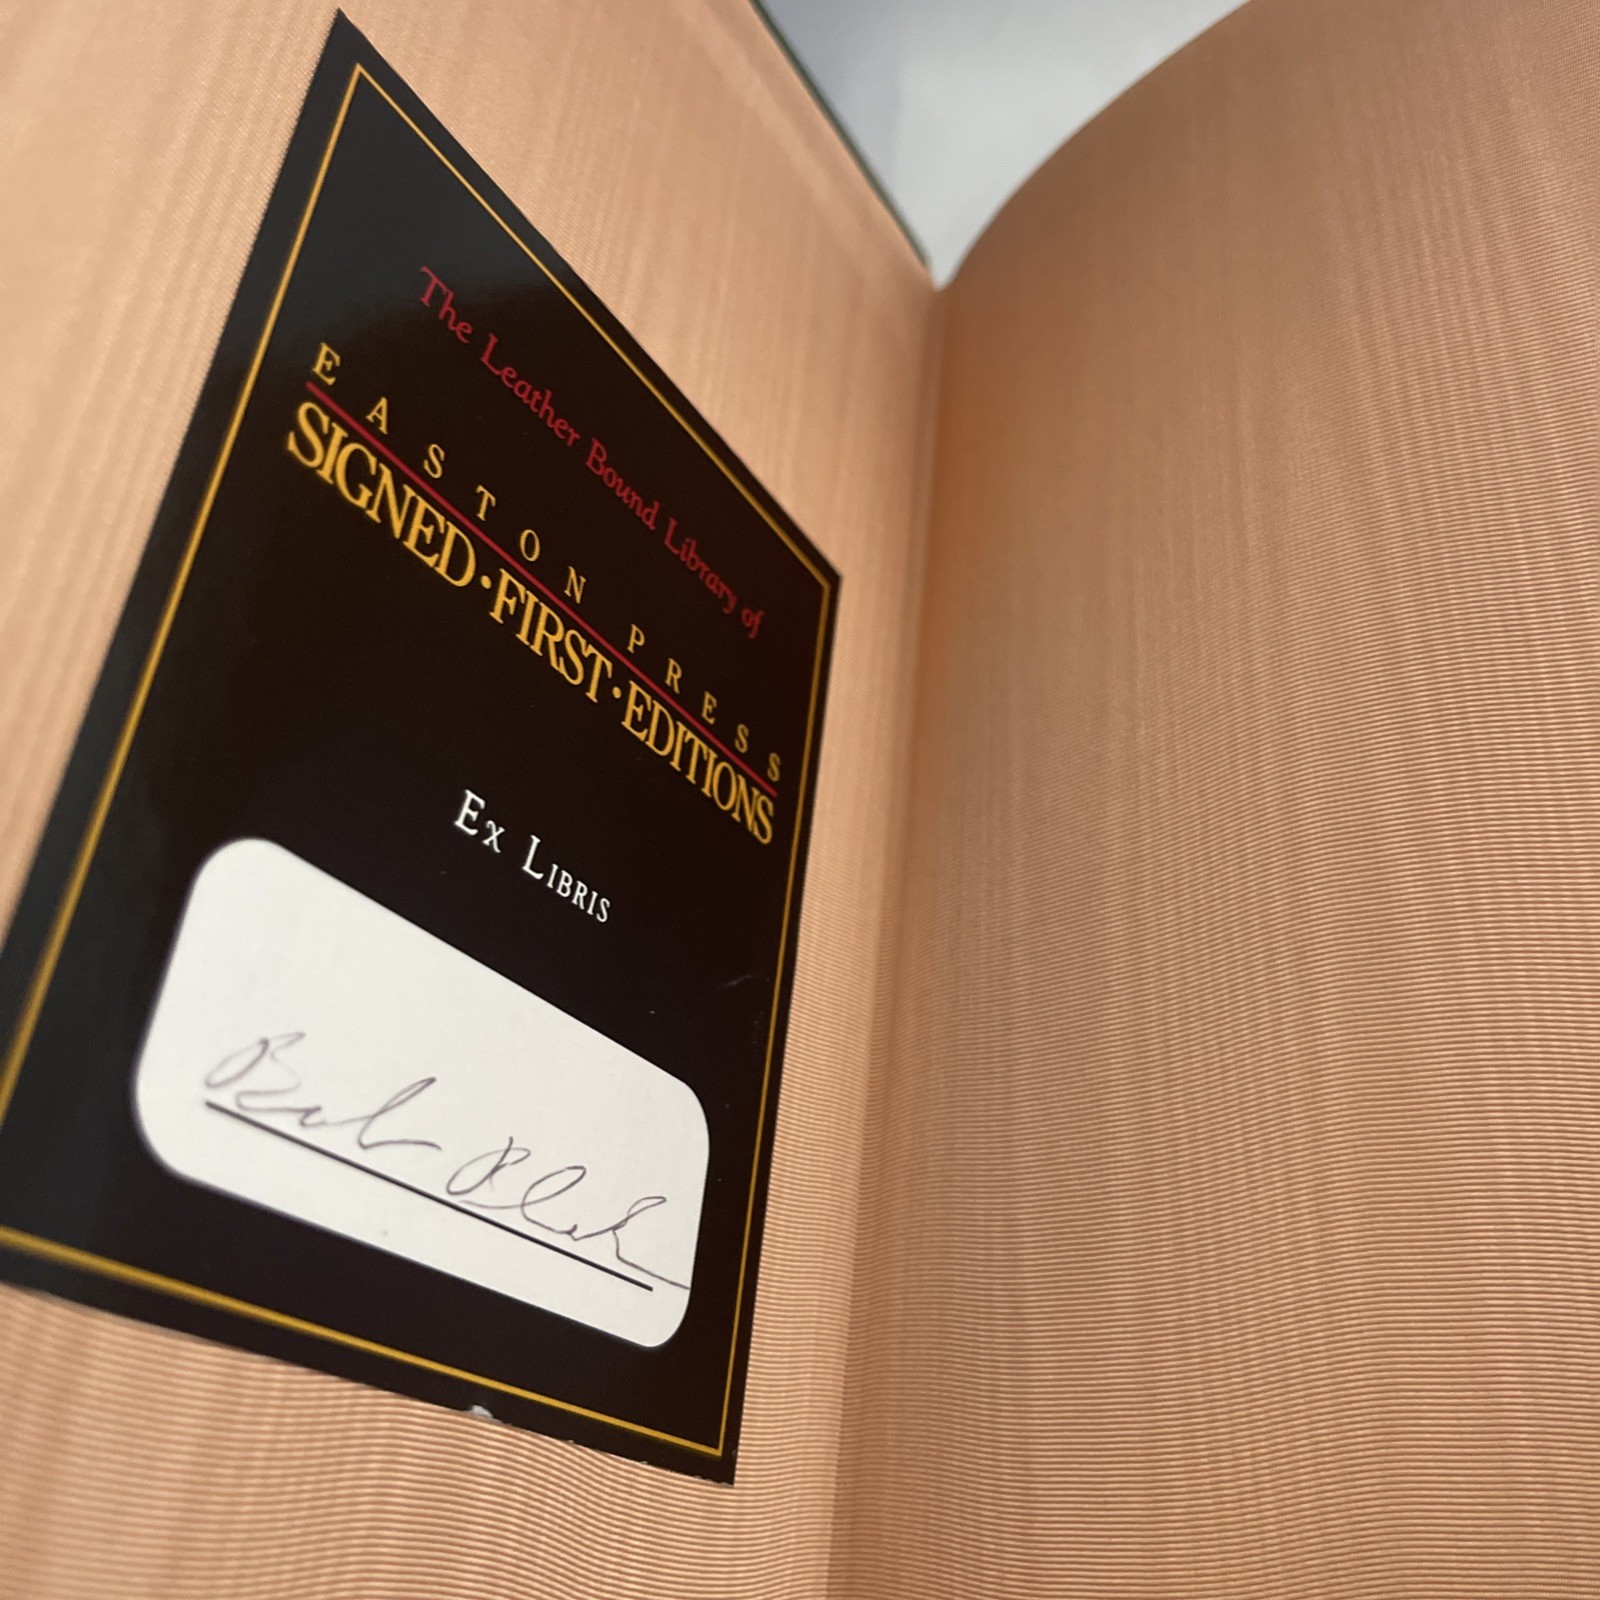 The Leather Bound Library of
EASTON PRESS
SIGNED·FIRST·EDITIONS
EX LIBRIS